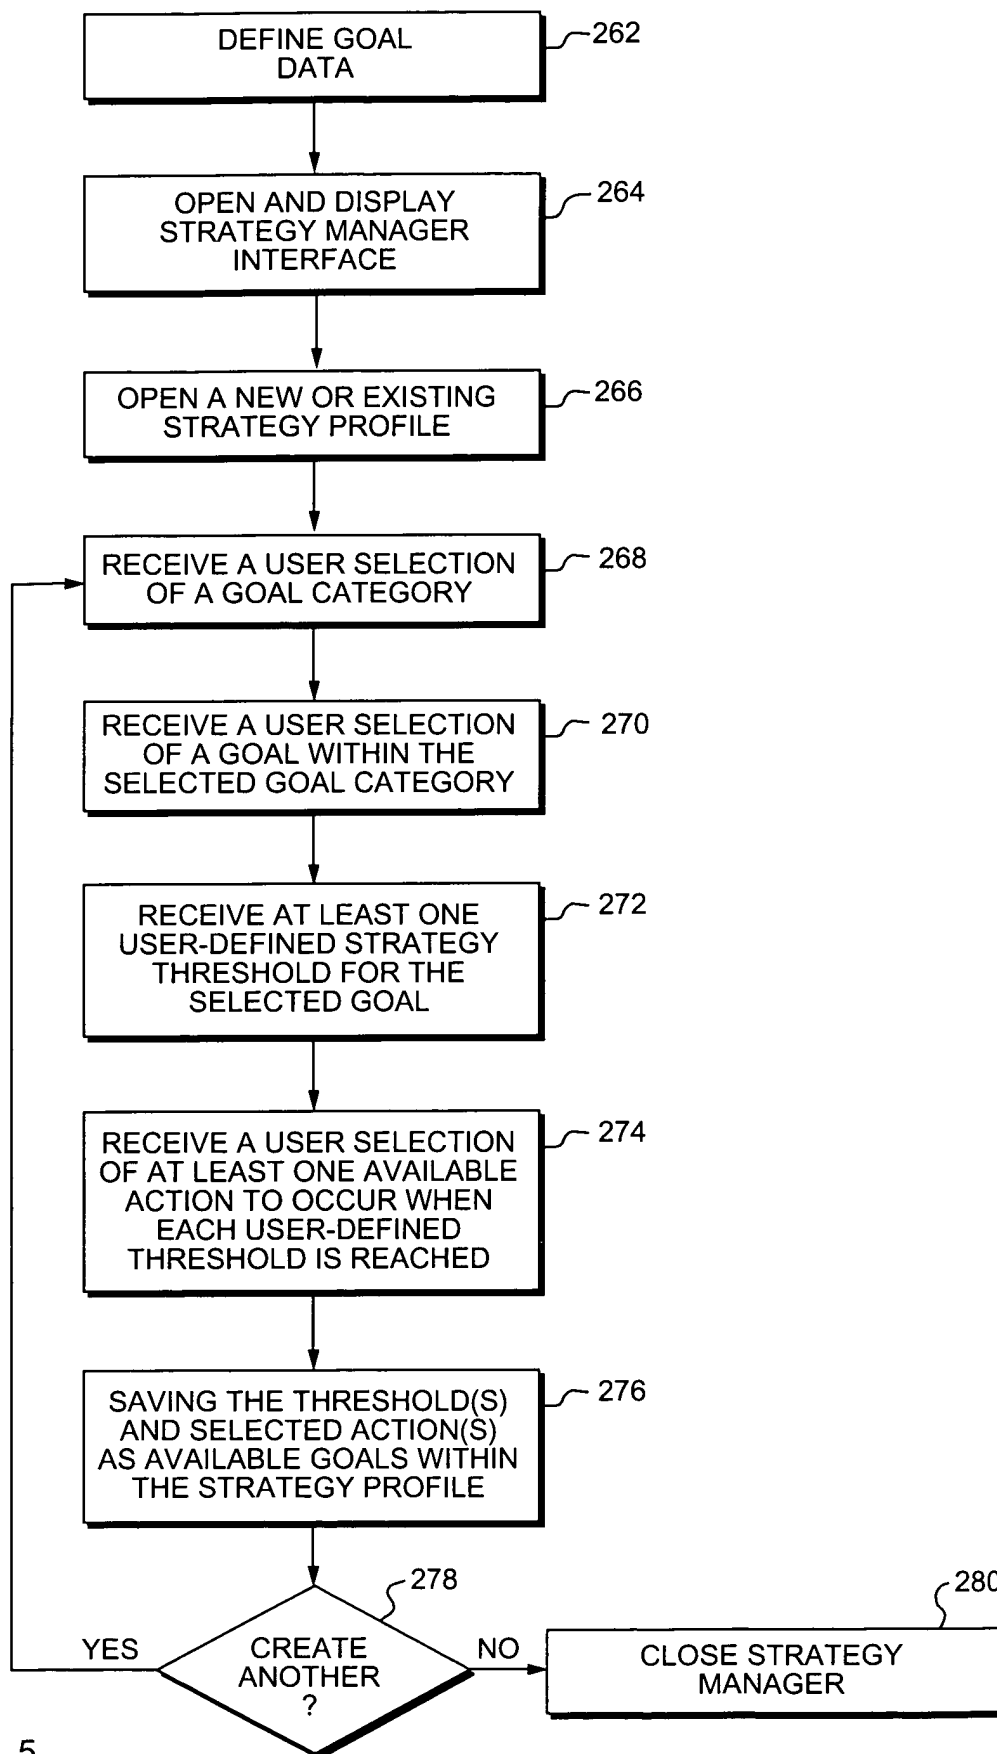 DEFINE GOAL
DATA
262
OPEN AND DISPLAY
STRATEGY MANAGER
INTERFACE
264
OPEN A NEW OR EXISTING
STRATEGY PROFILE
266
RECEIVE A USER SELECTION
OF A GOAL CATEGORY
268
RECEIVE A USER SELECTION
OF A GOAL WITHIN THE
SELECTED GOAL CATEGORY
270
RECEIVE AT LEAST ONE
USER-DEFINED STRATEGY
THRESHOLD FOR THE
SELECTED GOAL
272
RECEIVE A USER SELECTION
OF AT LEAST ONE AVAILABLE
ACTION TO OCCUR WHEN
EACH USER-DEFINED
THRESHOLD IS REACHED
274
SAVING THE THRESHOLD(S)
AND SELECTED ACTION(S)
AS AVAILABLE GOALS WITHIN
THE STRATEGY PROFILE
276
278
YES
CREATE
ANOTHER
?
NO
280
CLOSE STRATEGY
MANAGER
5